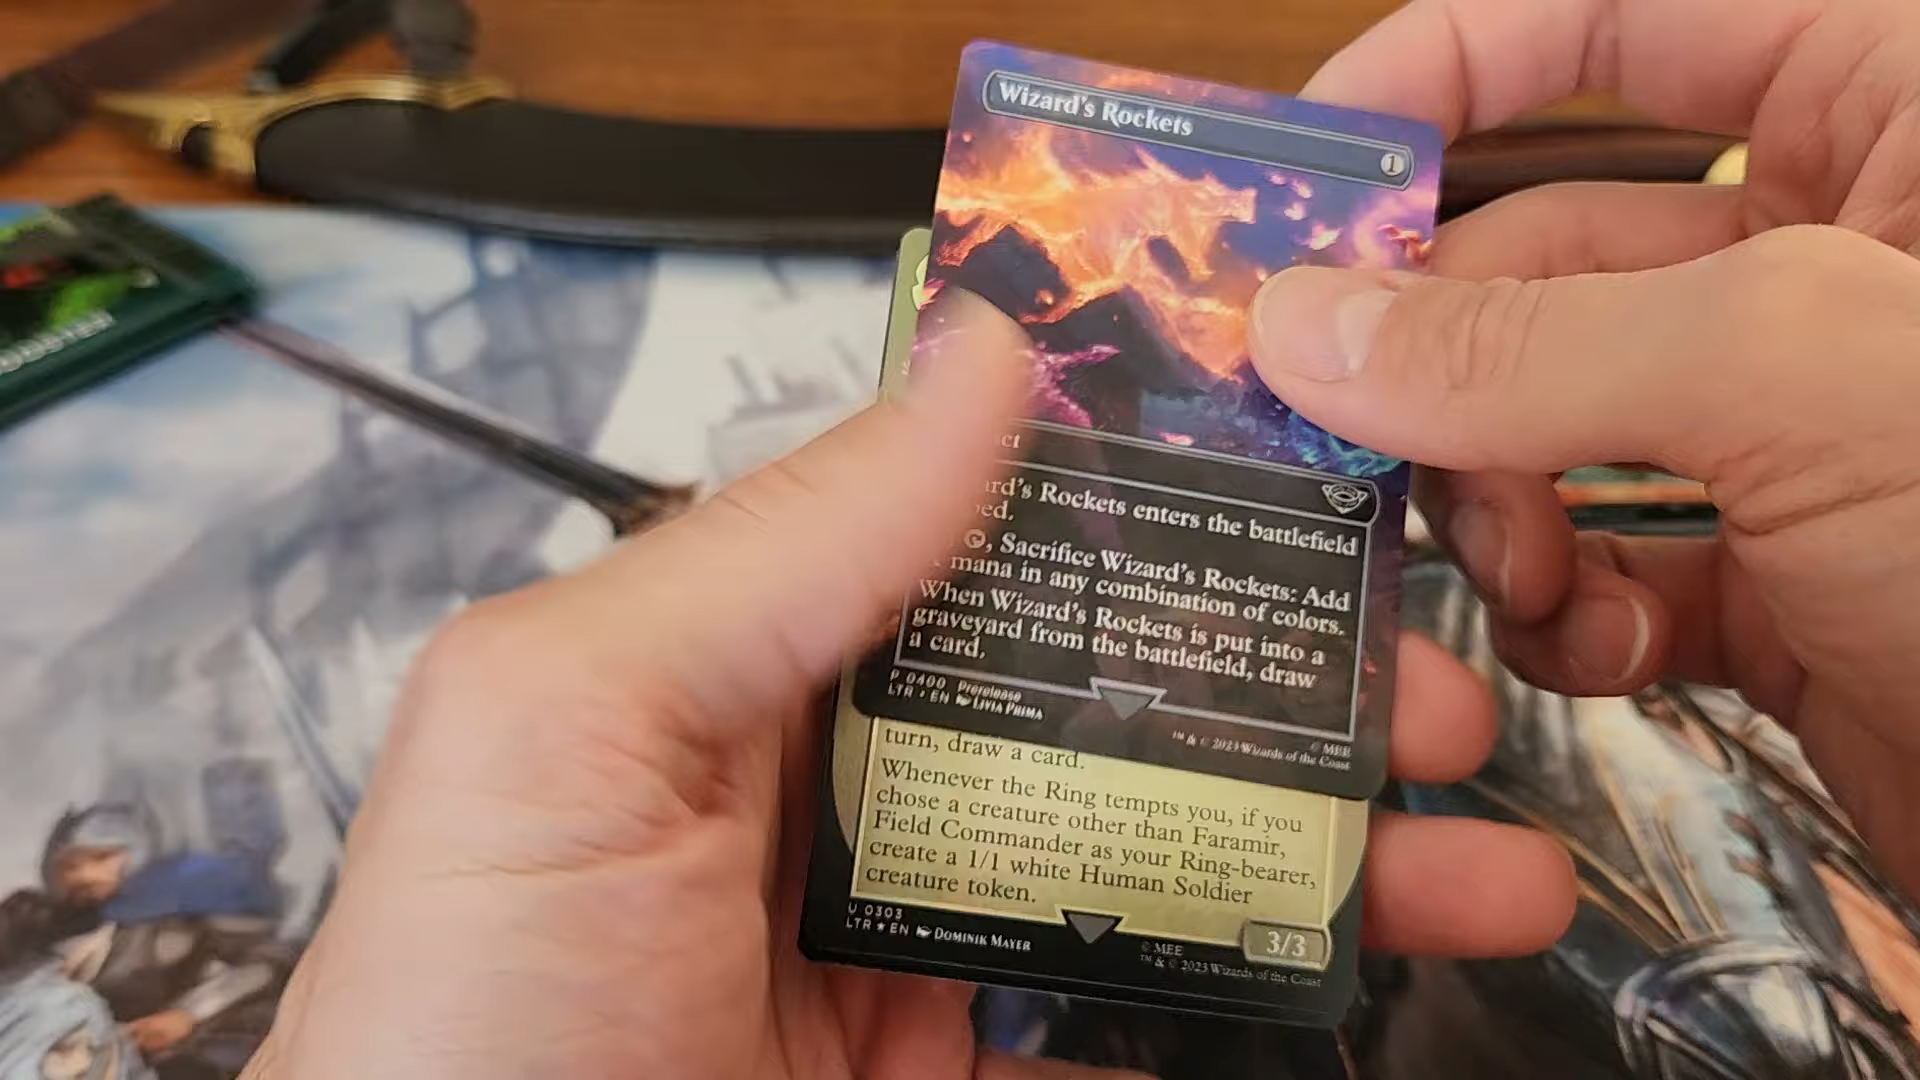 Wizard's Rockets
1
ct
ard's Rockets enters the battlefield
ped.
, Sacrifice Wizard's Rockets: Add
mana in any combination of colors.
When Wizard's Rockets is put into a
graveyard from the battlefield, draw
a card.
P 0400 Prerelease
LTR • EN LIVIA PRIMA
© MEE
™ & © 2023 Wizards of the Coast
turn, draw a card.
Whenever the Ring tempts you, if you
chose a creature other than Faramir,
Field Commander as your Ring-bearer,
create a 1/1 white Human Soldier
creature token.
3/3
U 0303
LTR ★ EN DOMINIK MAYER
© MEE
™ & © 2023 Wizards of the Coast